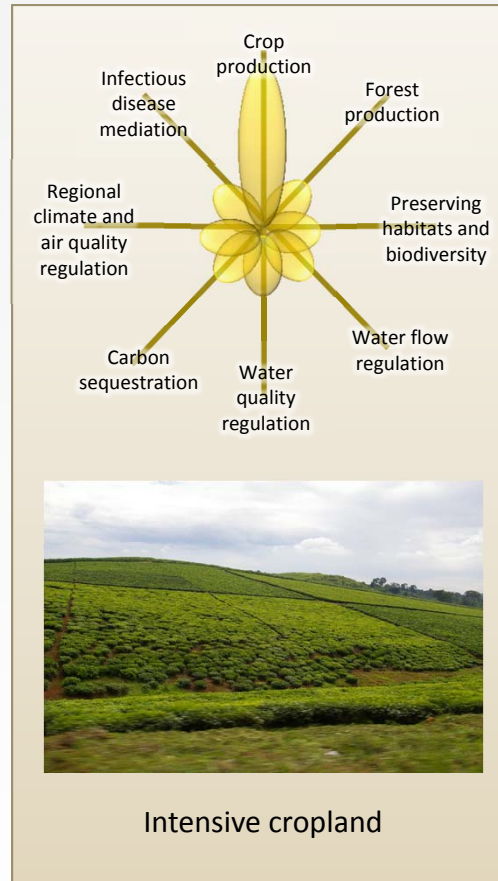 Crop
production
Infectious
disease
mediation
Forest
production
Regional
climate and
air quality
regulation
Preserving
habitats and
biodiversity
Carbon
sequestration
Water
quality
regulation
Water flow
regulation
Intensive cropland